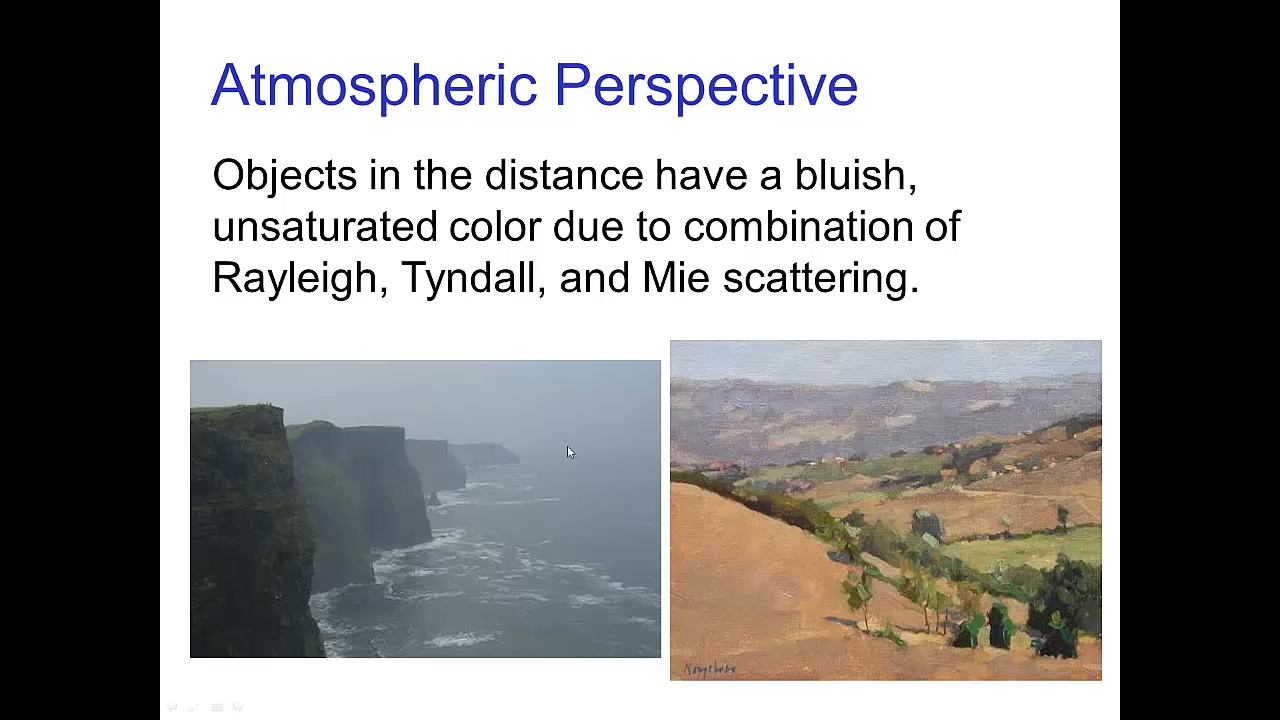 Atmospheric Perspective
Objects in the distance have a bluish,
unsaturated color due to combination of
Rayleigh, Tyndall, and Mie scattering.